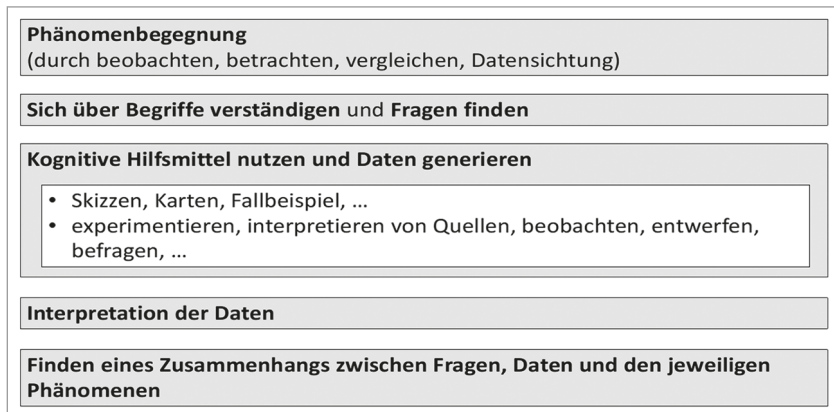 Phänomenbegegnung
(durch beobachten, betrachten, vergleichen, Datensichtung)
Sich über Begriffe verständigen und Fragen finden
Kognitive Hilfsmittel nutzen und Daten generieren
• Skizzen, Karten, Fallbeispiel, ...
• experimentieren, interpretieren von Quellen, beobachten, entwerfen,
befragen, ...
Interpretation der Daten
Finden eines Zusammenhangs zwischen Fragen, Daten und den jeweiligen
Phänomenen